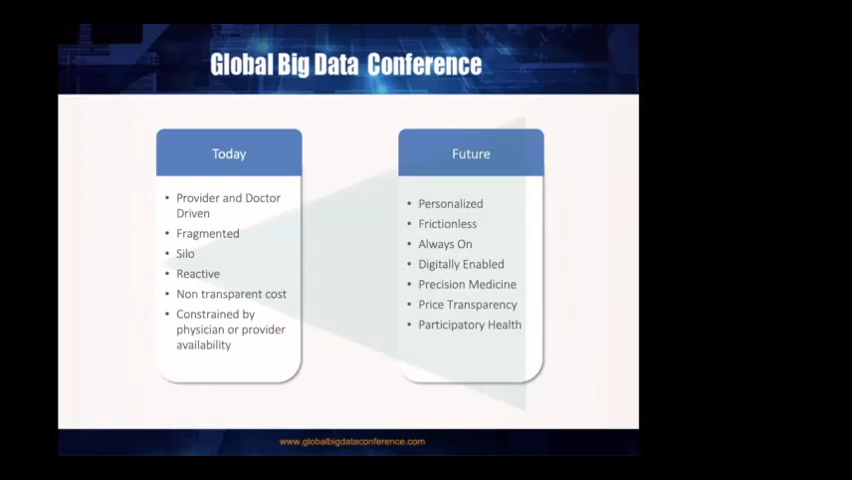 Global Big Data Conference
Today
• Provider and Doctor
Driven
• Fragmented
• Silo
• Reactive
• Non transparent cost
• Constrained by
physician or provider
availability
Future
• Personalized
• Frictionless
• Always On
• Digitally Enabled
• Precision Medicine
• Price Transparency
• Participatory Health
www.globalbigdataconference.com